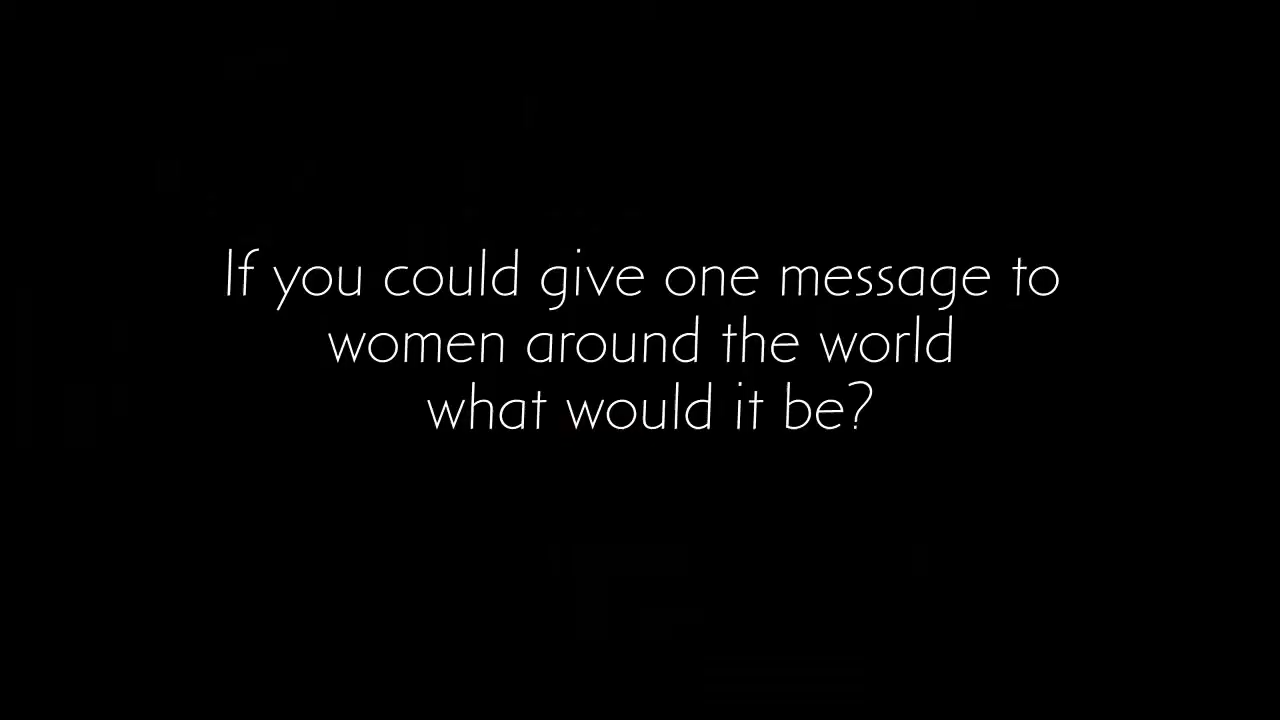 If you could give one message to
women around the world
what would it be?